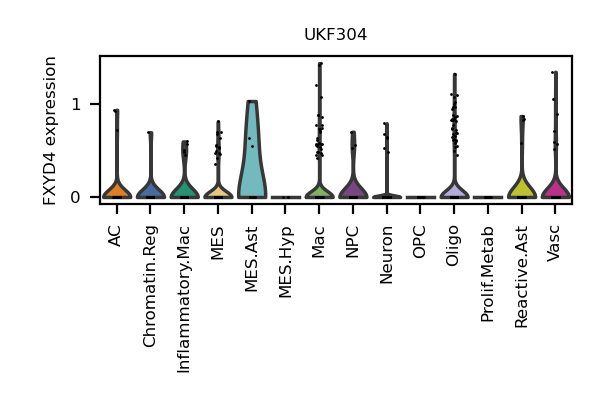 UKF304
FXYD4 expression
1
0
AC
Chromatin.Reg
Inflammatory.Mac
MES
MES.Ast
MES.Hyp
Mac
NPC
Neuron
OPC
Oligo
Prolif.Metab
Reactive.Ast
Vasc